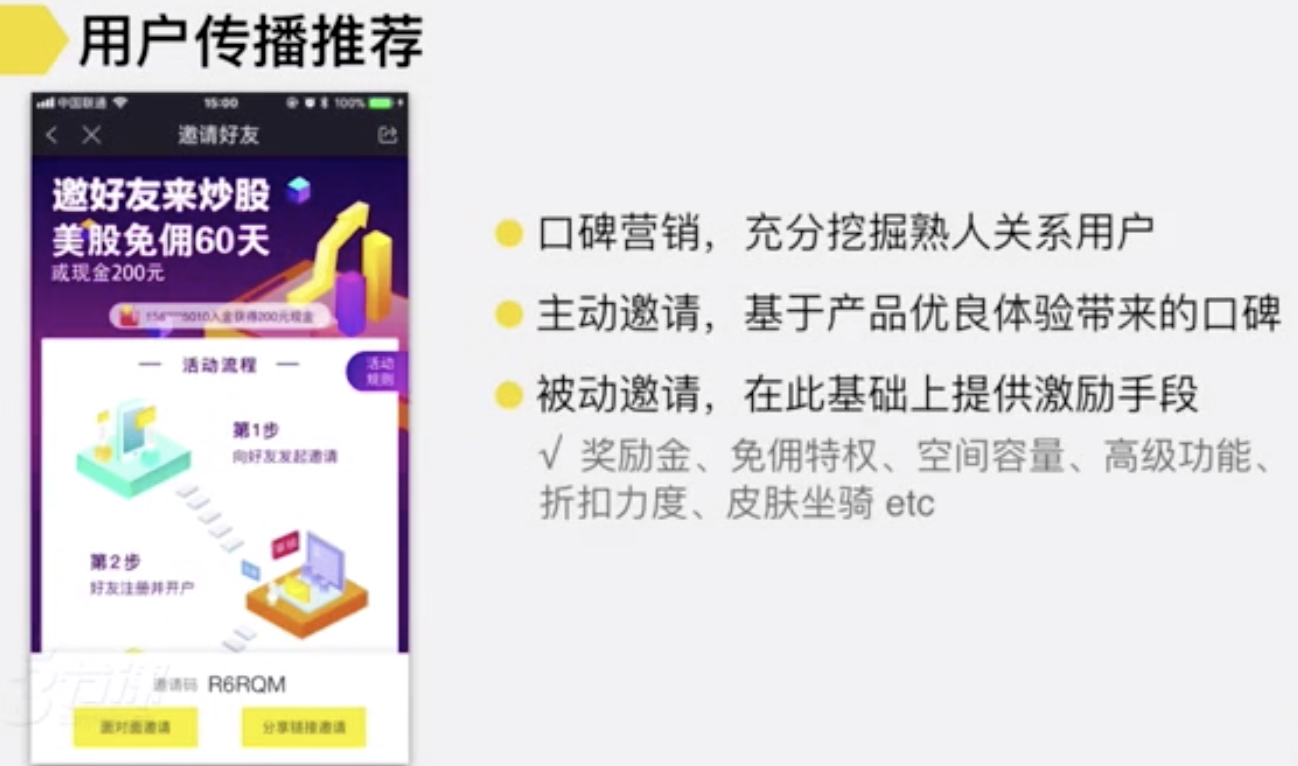 用户传播推荐
中国联通
15:00
100%
邀请好友
邀好友来炒股
美股免佣60天
或现金200元
5010入金获得200元现金
活动流程
活动
规则
第1步
向好友发起邀请
第2步
好友注册并开户
邀请码 R6RQM
面对面邀请
分享链接邀请
口碑营销，充分挖掘熟人关系用户
主动邀请，基于产品优良体验带来的口碑
被动邀请，在此基础上提供激励手段
√ 奖励金、免佣特权、空间容量、高级功能、
折扣力度、皮肤坐骑 etc